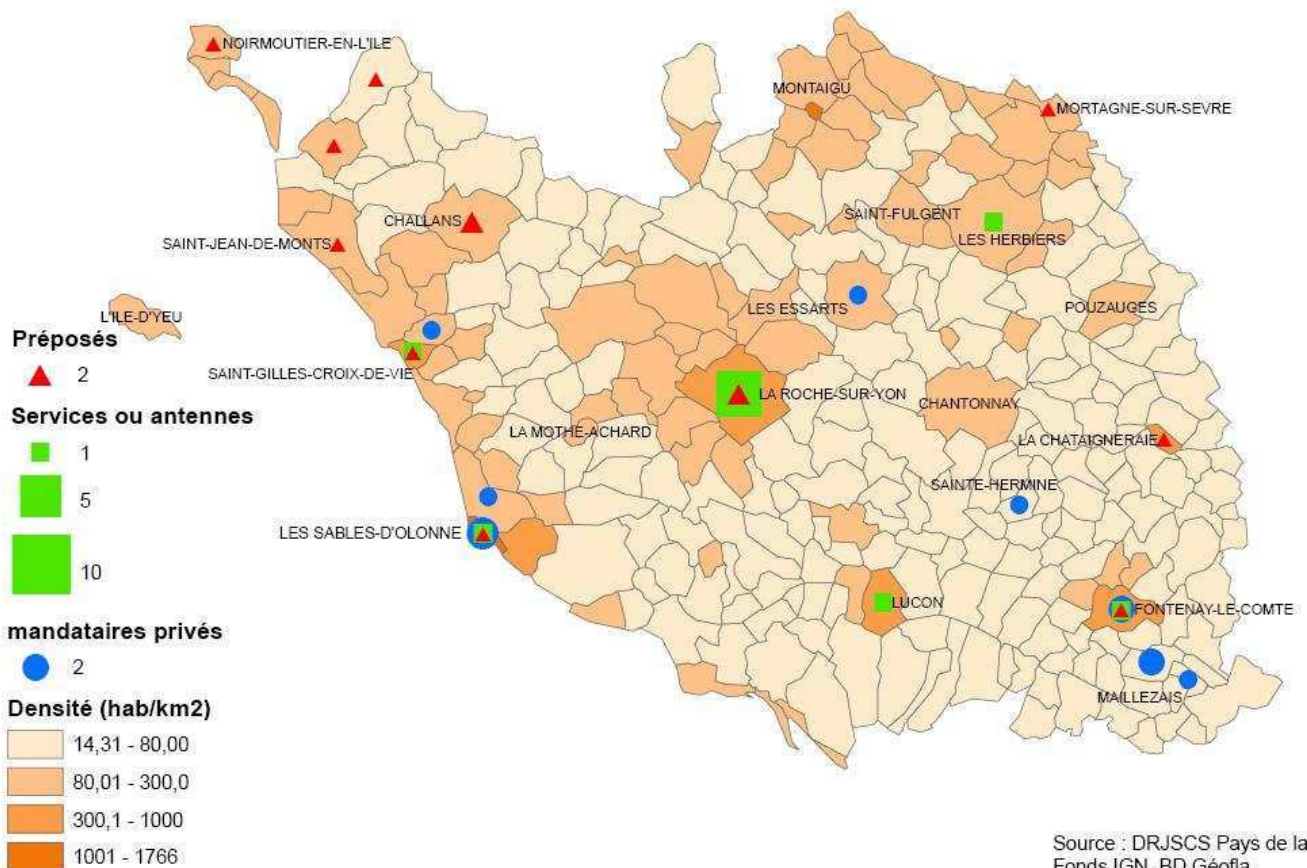 NOIRMOUTIER-EN-L'ILE
MONTAIGU
MORTAGNE-SUR-SEVRE
CHALLANS
SAINT-FULGENT
SAINT-JEAN-DE-MONTS
LES HERBIERS
L'ILE-D'YEU
LES ESSARTS
POUZAUGES
SAINT-GILLES-CROIX-DE-VIE
LA ROCHE-SUR-YON
CHANTONNAY
LA MOTHE-ACHARD
LA CHATAIGNERAIE
SAINTE-HERMINE
LES SABLES-D'OLONNE
LUCON
FONTENAY-LE-COMTE
MAILLEZAIS
Préposés
2
Services ou antennes
1
5
10
mandataires privés
2
Densité (hab/km2)
14,31 - 80,00
80,01 - 300,0
300,1 - 1000
1001 - 1766
Source : DRJSCS Pays de la
Fonds IGN, BD Géofla